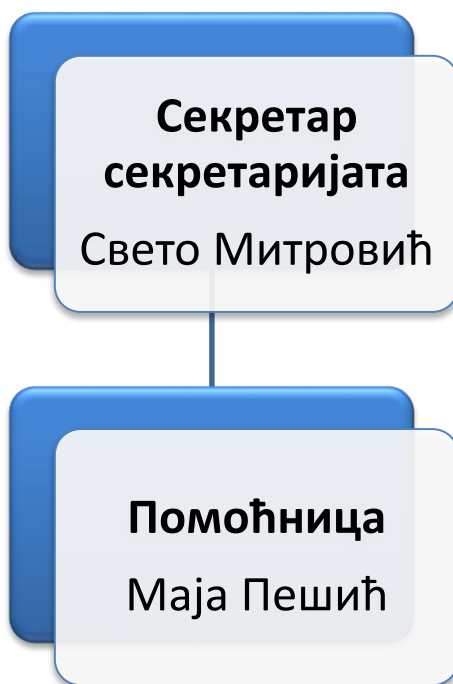 Секретар
секретаријата
Свето Митровић
Помоћница
Маја Пешић